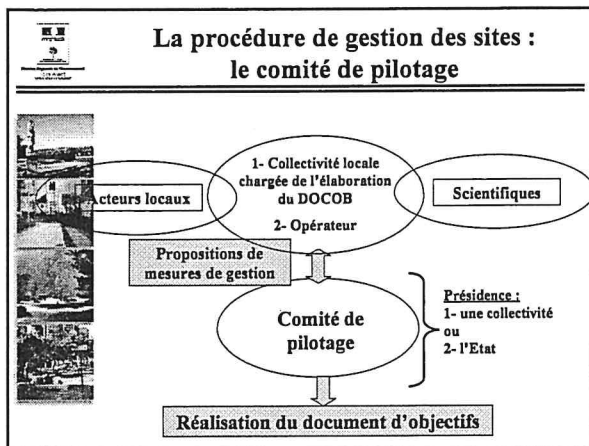 La procédure de gestion des sites :
le comité de pilotage
1- Collectivité locale
chargée de l'élaboration
du DOCOB
2- Opérateur
Acteurs locaux
Scientifiques
Propositions de
mesures de gestion
Comité de
pilotage
Présidence :
1- une collectivité
ou
2- l'Etat
Réalisation du document d'objectifs